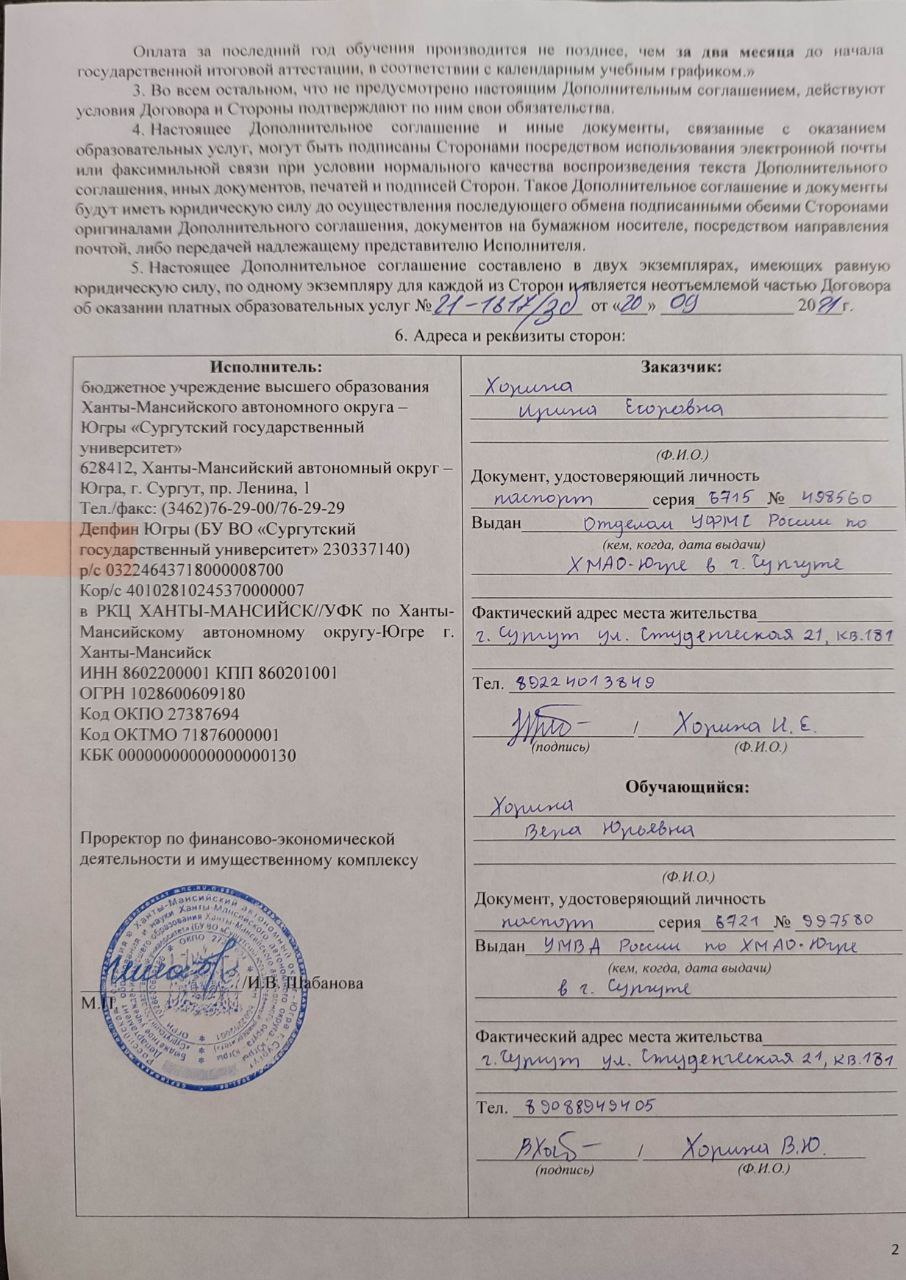 Оплата за последний год обучения производится не позднее, чем за два месяца до начала
государственной итоговой аттестации, в соответствии с календарным учебным графиком.»
3. Во всем остальном, что не предусмотрено настоящим Дополнительным соглашением, действуют
условия Договора и Стороны подтверждают по ним свои обязательства.
4. Настоящее Дополнительное соглашение и иные документы, связанные с оказанием
образовательных услуг, могут быть подписаны Сторонами посредством использования электронной почты
или факсимильной связи при условии нормального качества воспроизведения текста Дополнительного
соглашения, иных документов, печатей и подписей Сторон. Такое Дополнительное соглашение и документы
будут иметь юридическую силу до осуществления последующего обмена подписанными обеими Сторонами
оригиналами Дополнительного соглашения, документов на бумажном носителе, посредством направления
почтой, либо передачей надлежащему представителю Исполнителя.
5. Настоящее Дополнительное соглашение составлено в двух экземплярах, имеющих равную
юридическую силу, по одному экземпляру для каждой из Сторон и является неотъемлемой частью Договора
об оказании платных образовательных услуг № 21-1817/30 от «20» 09 2021 г.
6. Адреса и реквизиты сторон:
Исполнитель:
бюджетное учреждение высшего образования
Ханты-Мансийского автономного округа –
Югры «Сургутский государственный
университет»
628412, Ханты-Мансийский автономный округ –
Югра, г. Сургут, пр. Ленина, 1
Тел./факс: (3462)76-29-00/76-29-29
Депфин Югры (БУ ВО «Сургутский
государственный университет» 230337140)
р/с 03224643718000008700
Кор/с 40102810245370000007
в РКЦ ХАНТЫ-МАНСИЙСК//УФК по Ханты-
Мансийскому автономному округу-Югре г.
Ханты-Мансийск
ИНН 8602200001 КПП 860201001
ОГРН 1028600609180
Код ОКПО 27387694
Код ОКТМО 71876000001
КБК 00000000000000000130
Проректор по финансово-экономической
деятельности и имущественному комплексу
/И.В. Шабанова
М.П.
Заказчик:
Хорина
Ирина Егоровна
(Ф.И.О.)
Документ, удостоверяющий личность
паспорт серия 6715 № 498560
Выдан Отделом УФМС России по
(кем, когда, дата выдачи)
ХМАО-Югре в г. Сургуте
Фактический адрес места жительства
г. Сургут ул. Студенческая 21, кв.181
Тел. 89224013849
/ Хорина И. Е.
(подпись) (Ф.И.О.)
Обучающийся:
Хорина
Вера Юрьевна
(Ф.И.О.)
Документ, удостоверяющий личность
паспорт серия 6721 № 997580
Выдан УМВД России по ХМАО-Югре
(кем, когда, дата выдачи)
в г. Сургуте
Фактический адрес места жительства
г. Сургут ул. Студенческая 21, кв.181
Тел. 89088949405
/ Хорина В.Ю.
(подпись) (Ф.И.О.)
2